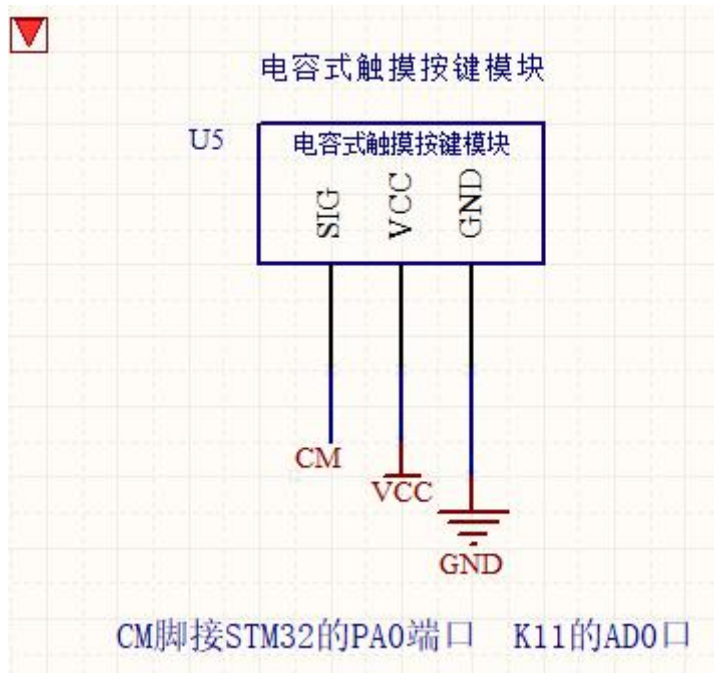 电容式触摸按键模块
U5
电容式触摸按键模块
SIG VCC GND
CM
VCC
GND
CM脚接STM32的PA0端口 K11的AD0口